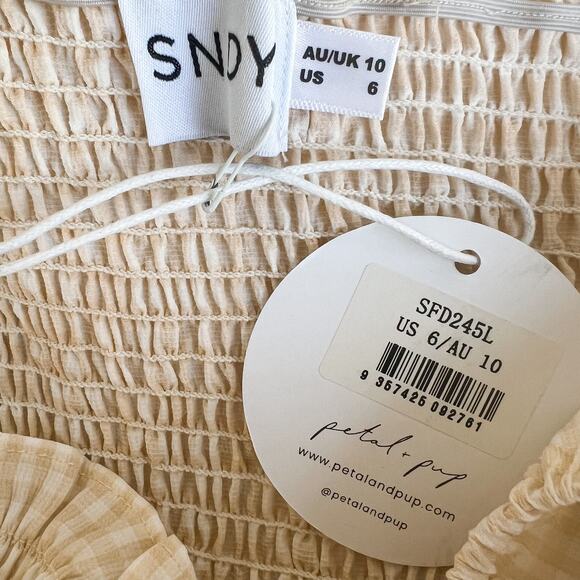 SNDY
AU/UK 10
US 6
SFD245L
US 6/AU 10
9 357425 092761
petal + pup
www.petalandpup.com
@petalandpup